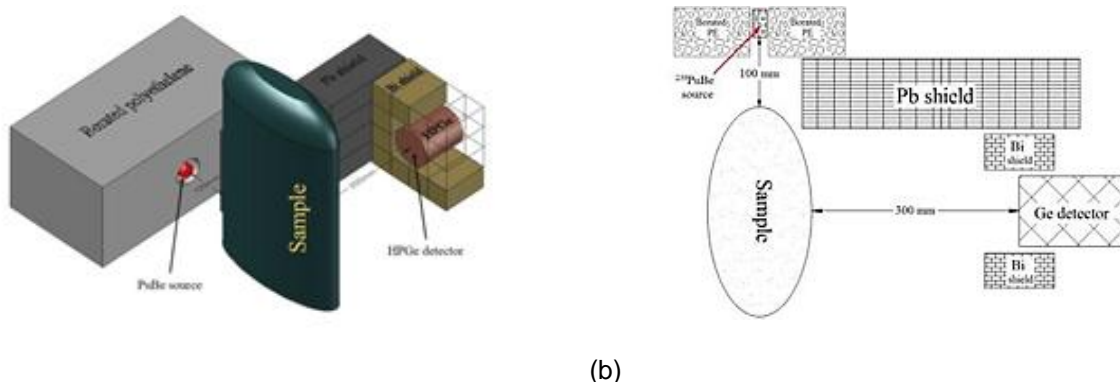 Borated polyethylene
Pb shield
Bi shield
HPGe
Sample
HPGe detector
PuBe source
Borated
PE
Borated
PE
PuBe
source
100 mm
Pb shield
Bi
shield
Sample
300 mm
Ge detector
Bi
shield
(b)